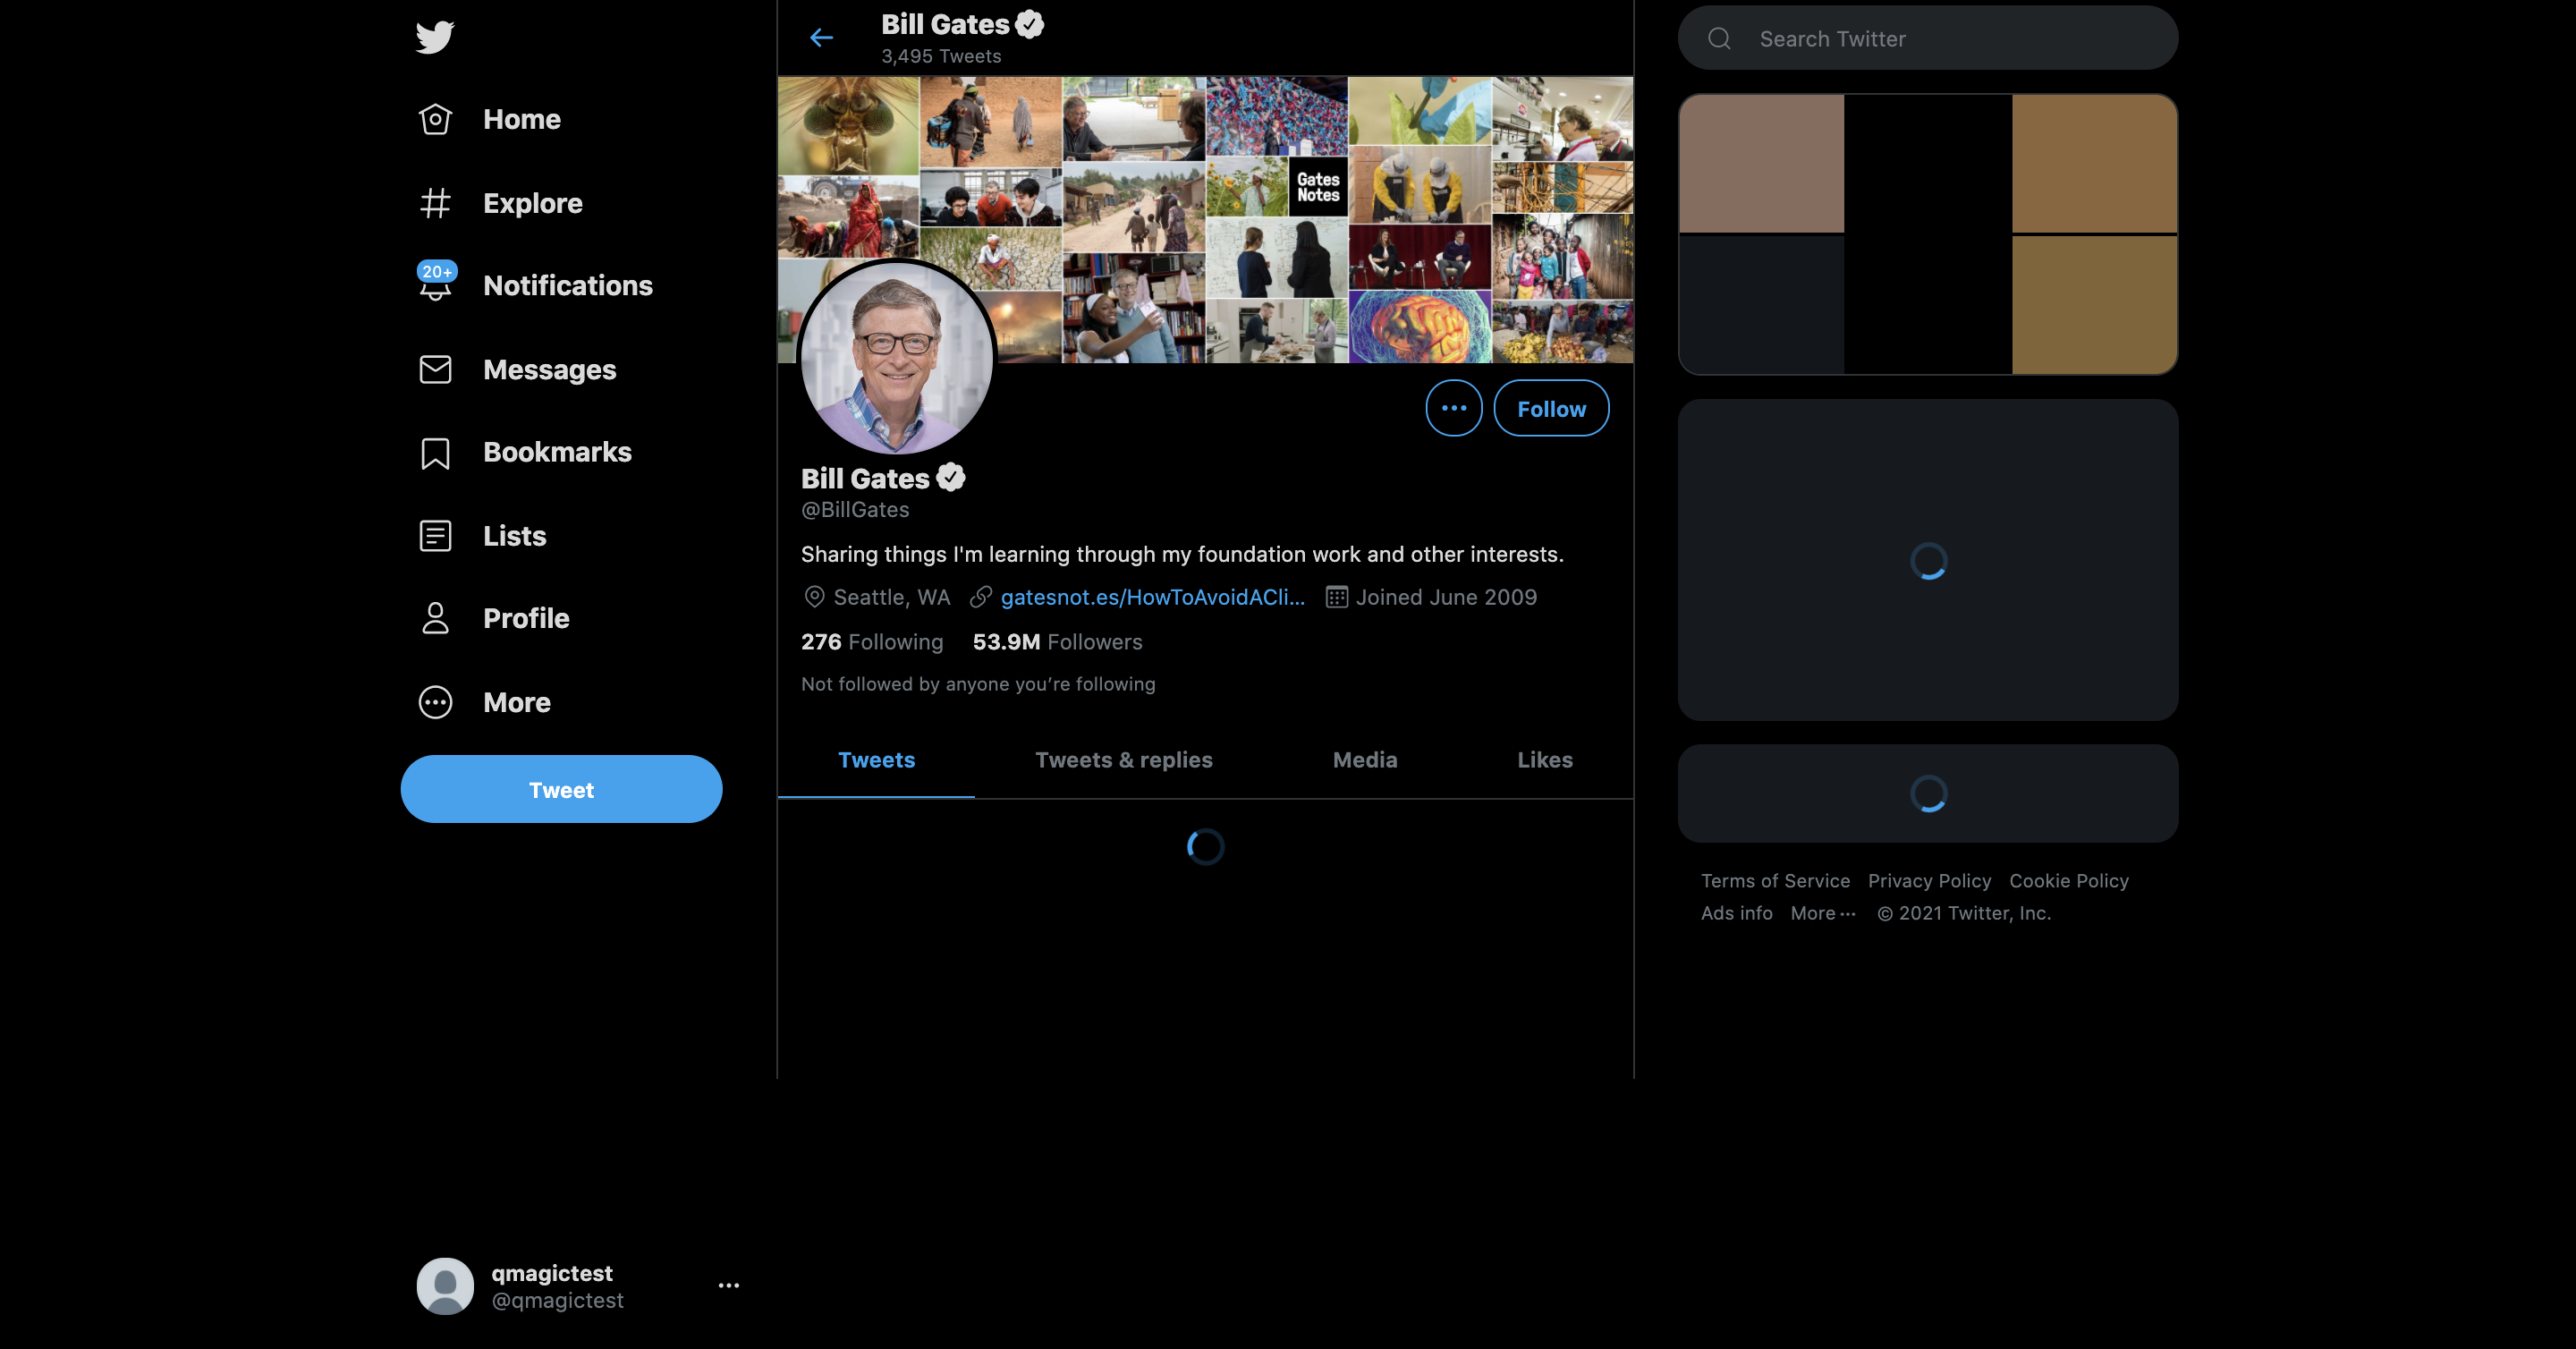 Home
Explore
20+
Notifications
Messages
Bookmarks
Lists
Profile
More
Tweet
qmagictest
@qmagictest
Bill Gates
3,495 Tweets
Gates
Notes
Follow
Bill Gates
@BillGates
Sharing things I'm learning through my foundation work and other interests.
Seattle, WA gatesnot.es/HowToAvoidACli... Joined June 2009
276 Following 53.9M Followers
Not followed by anyone you’re following
Tweets Tweets & replies Media Likes
Search Twitter
Terms of Service Privacy Policy Cookie Policy
Ads info More ··· © 2021 Twitter, Inc.